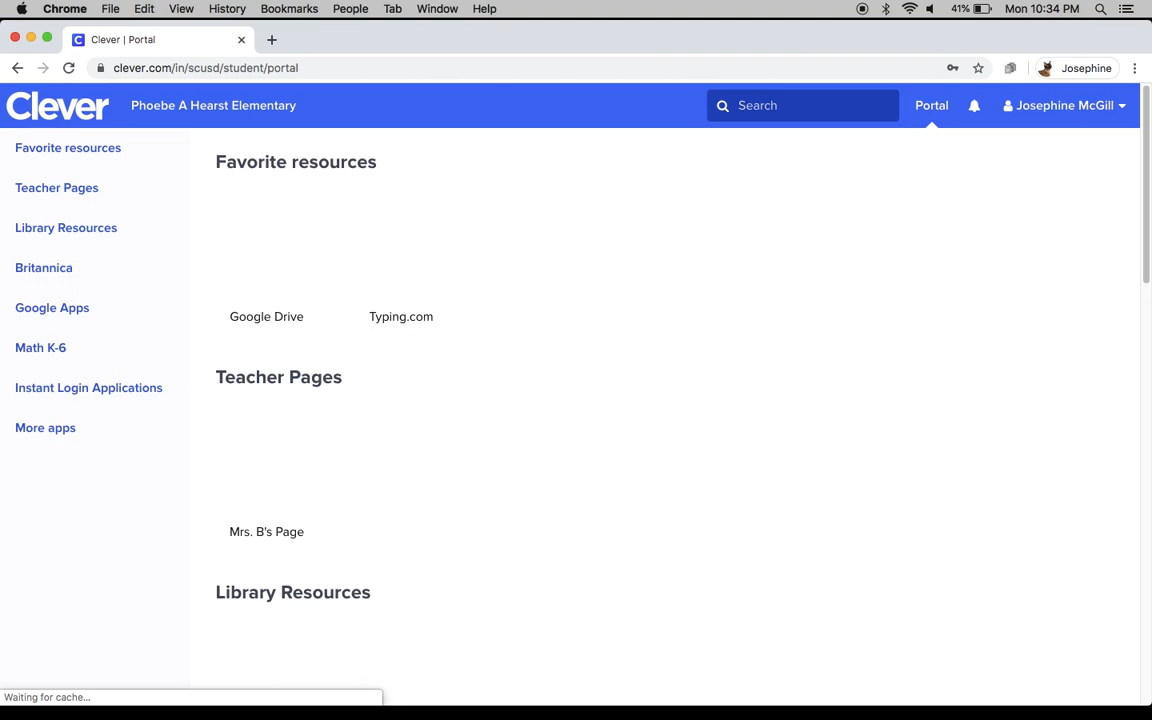 Chrome File Edit View History Bookmarks People Tab Window Help 41% Mon 10:34 PM
Clever | Portal
clever.com/in/scusd/student/portal Josephine
Clever Phoebe A Hearst Elementary Search Portal Josephine McGill
Favorite resources
Teacher Pages
Library Resources
Britannica
Google Apps
Math K-6
Instant Login Applications
More apps
Favorite resources
Google Drive Typing.com
Teacher Pages
Mrs. B's Page
Library Resources
Waiting for cache...